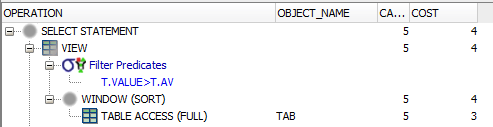 OPERATION OBJECT_NAME CA... COST
SELECT STATEMENT 5 4
VIEW 5 4
Filter Predicates
T.VALUE>T.AV
WINDOW (SORT) 5 4
TABLE ACCESS (FULL) TAB 5 3